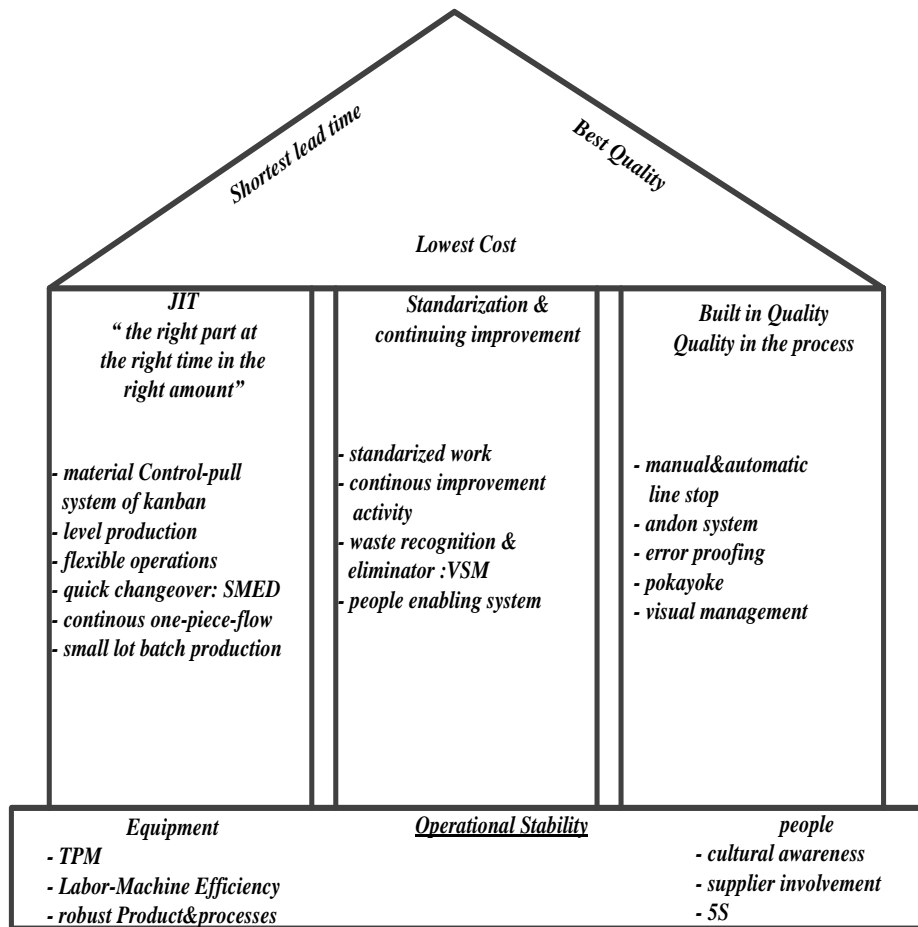 Shortest lead time
Best Quality
Lowest Cost
JIT
“ the right part at
the right time in the
right amount”
- material Control-pull
system of kanban
- level production
- flexible operations
- quick changeover: SMED
- continous one-piece-flow
- small lot batch production
Standarization &
continuing improvement
- standarized work
- continous improvement
activity
- waste recognition &
eliminator :VSM
- people enabling system
Built in Quality
Quality in the process
- manual&automatic
line stop
- andon system
- error proofing
- pokayoke
- visual management
Equipment
- TPM
- Labor-Machine Efficiency
- robust Product&processes
Operational Stability
people
- cultural awareness
- supplier involvement
- 5S